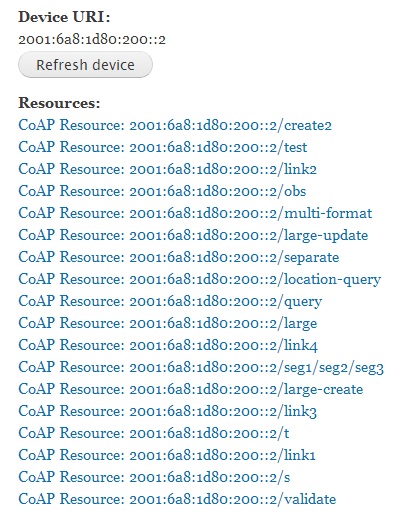 Device URI:
2001:6a8:1d80:200::2
Refresh device
Resources:
CoAP Resource: 2001:6a8:1d80:200::2/create2
CoAP Resource: 2001:6a8:1d80:200::2/test
CoAP Resource: 2001:6a8:1d80:200::2/link2
CoAP Resource: 2001:6a8:1d80:200::2/obs
CoAP Resource: 2001:6a8:1d80:200::2/multi-format
CoAP Resource: 2001:6a8:1d80:200::2/large-update
CoAP Resource: 2001:6a8:1d80:200::2/separate
CoAP Resource: 2001:6a8:1d80:200::2/location-query
CoAP Resource: 2001:6a8:1d80:200::2/query
CoAP Resource: 2001:6a8:1d80:200::2/large
CoAP Resource: 2001:6a8:1d80:200::2/link4
CoAP Resource: 2001:6a8:1d80:200::2/seg1/seg2/seg3
CoAP Resource: 2001:6a8:1d80:200::2/large-create
CoAP Resource: 2001:6a8:1d80:200::2/link3
CoAP Resource: 2001:6a8:1d80:200::2/t
CoAP Resource: 2001:6a8:1d80:200::2/link1
CoAP Resource: 2001:6a8:1d80:200::2/s
CoAP Resource: 2001:6a8:1d80:200::2/validate